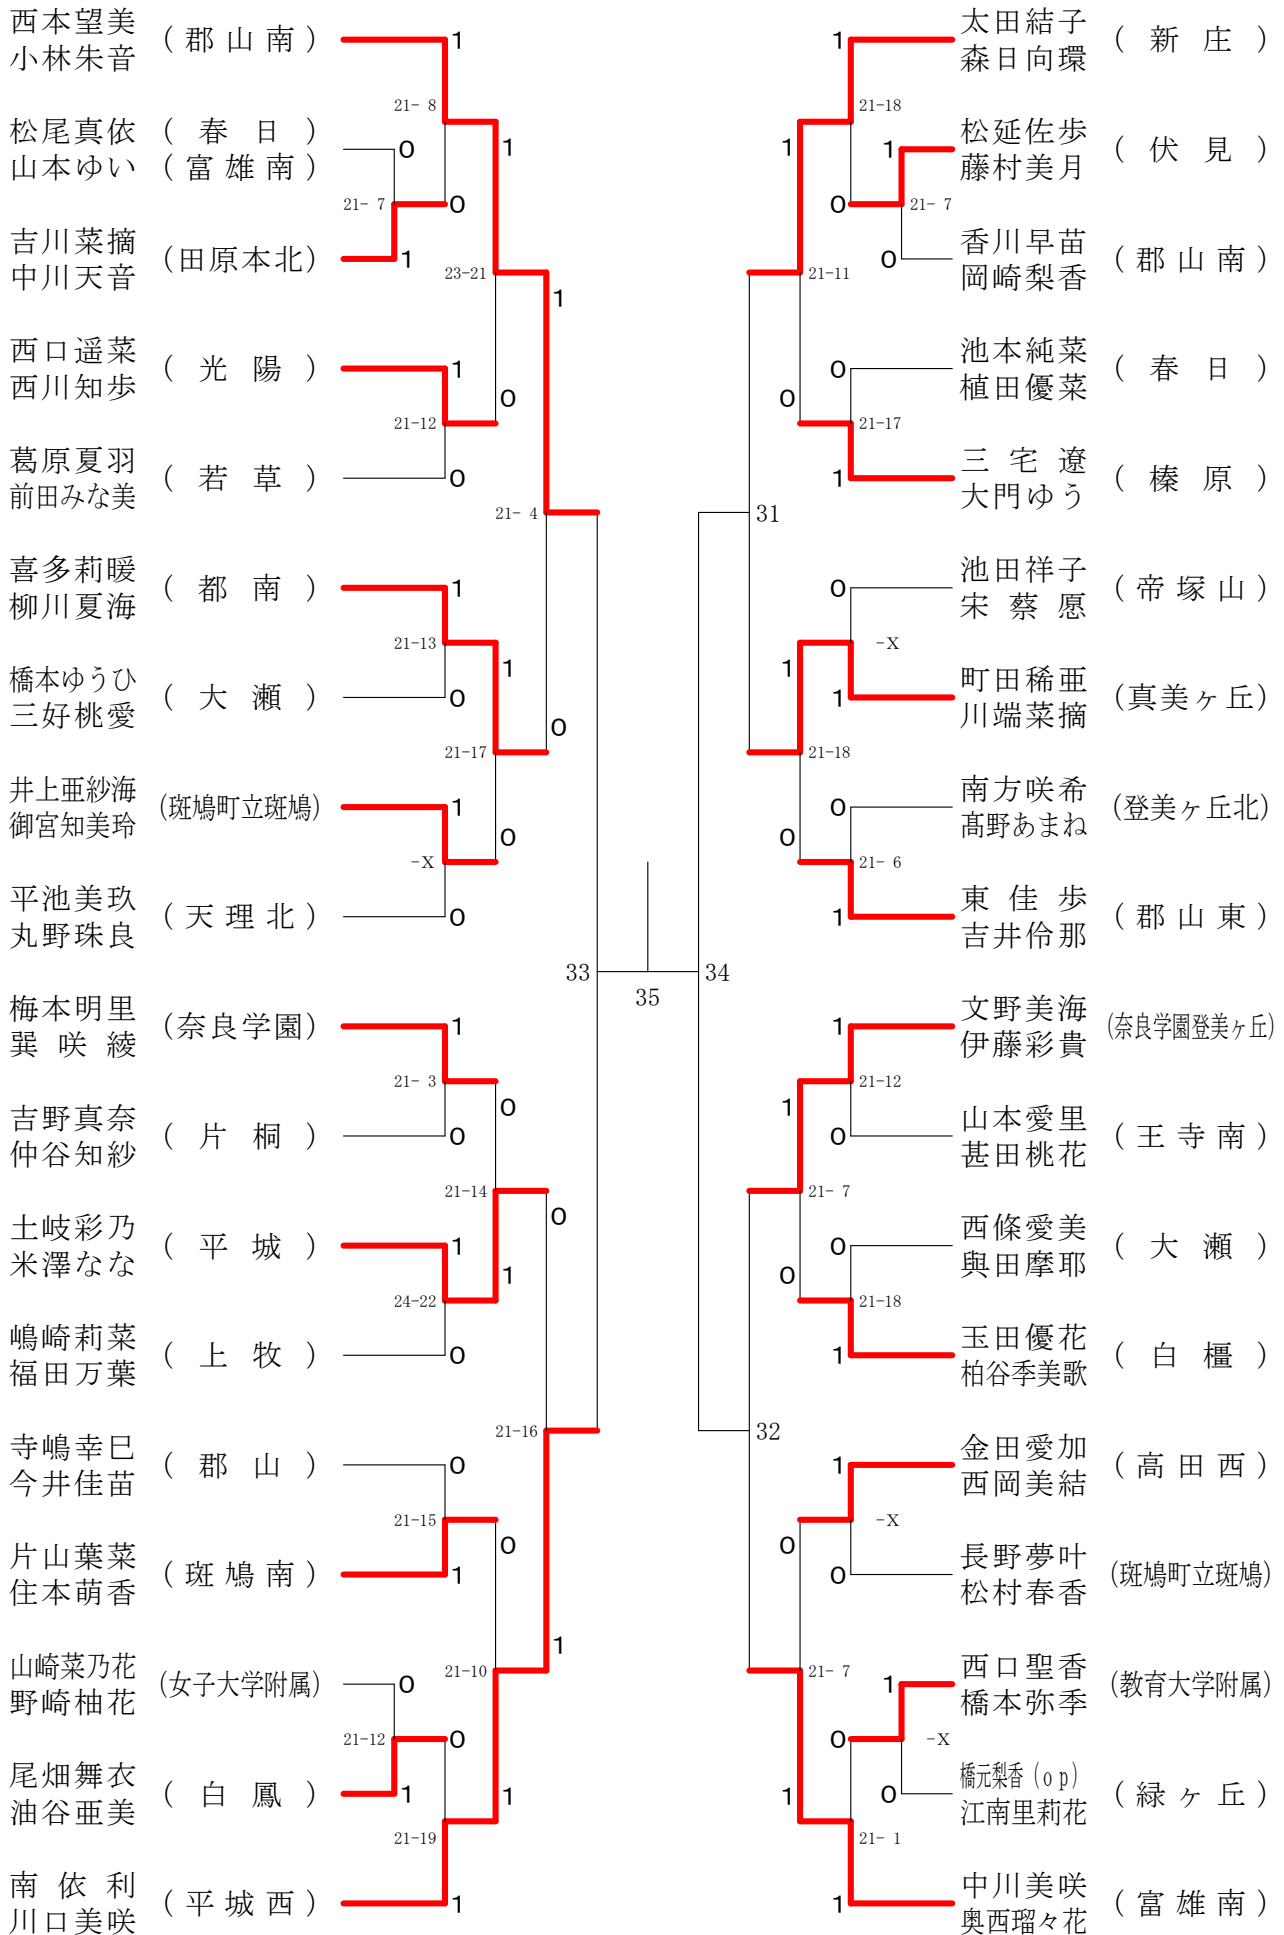 西本望美
小林朱音
(郡山南)
1
21- 8
松尾真依
山本ゆい
(春日)
(富雄南)
0
1
21- 7
0
吉川菜摘
中川天音
(田原本北)
1
23-21
1
西口遥菜
西川知歩
(光陽)
1
0
21-12
葛原夏羽
前田みな美
(若草)
0
21- 4
喜多莉暖
柳川夏海
(都南)
1
21-13
1
橋本ゆうひ
三好桃愛
(大瀬)
0
0
21-17
井上亜紗海
御宮知美玲
(斑鳩町立斑鳩)
1
0
-X
平池美玖
丸野珠良
(天理北)
0
33
35
34
梅本明里
巽咲綾
(奈良学園)
1
21- 3
0
吉野真奈
仲谷知紗
(片桐)
0
21-14
0
土岐彩乃
米澤なな
(平城)
1
1
24-22
嶋崎莉菜
福田万葉
(上牧)
0
21-16
寺嶋幸巳
今井佳苗
(郡山)
0
21-15
0
片山葉菜
住本萌香
(斑鳩南)
1
1
21-10
山崎菜乃花
野崎柚花
(女子大学附属)
0
21-12
0
尾畑舞衣
油谷亜美
(白鳳)
1
1
21-19
南依利
川口美咲
(平城西)
1
太田結子
森日向環
(新庄)
1
21-18
1
松延佐歩
藤村美月
(伏見)
1
0
21- 7
香川早苗
岡崎梨香
(郡山南)
0
21-11
池本純菜
植田優菜
(春日)
0
0
21-17
三宅遼
大門ゆう
(榛原)
1
31
池田祥子
宋蔡愿
(帝塚山)
0
-X
1
町田稀亜
川端菜摘
(真美ヶ丘)
1
21-18
南方咲希
髙野あまね
(登美ヶ丘北)
0
0
21- 6
東佳歩
吉井伶那
(郡山東)
1
文野美海
伊藤彩貴
(奈良学園登美ヶ丘)
1
21-12
1
山本愛里
甚田桃花
(王寺南)
0
21- 7
西條愛美
與田摩耶
(大瀬)
0
0
21-18
玉田優花
柏谷季美歌
(白橿)
1
32
金田愛加
西岡美結
(高田西)
1
-X
0
長野夢叶
松村春香
(斑鳩町立斑鳩)
0
21- 7
西口聖香
橋本弥季
(教育大学附属)
1
0
-X
橋元梨香(op)
江南里莉花
(緑ヶ丘)
0
1
21- 1
中川美咲
奥西瑠々花
(富雄南)
1